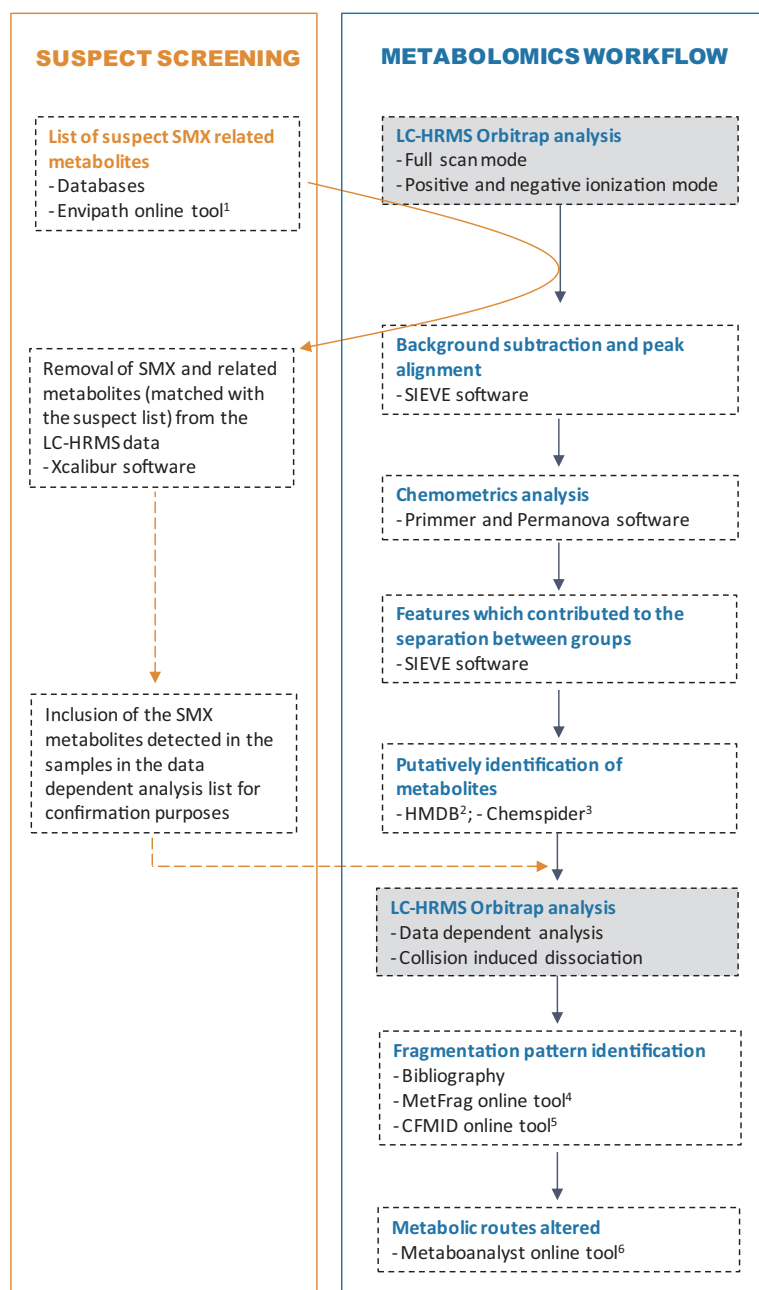 SUSPECT SCREENING
List of suspect SMX related
metabolites
- Databases
- Envipath online tool¹
Removal of SMX and related
metabolites (matched with
the suspect list) from the
LC-HRMS data
- Xcalibur software
Inclusion of the SMX
metabolites detected in the
samples in the data
dependent analysis list for
confirmation purposes
METABOLOMICS WORKFLOW
LC-HRMS Orbitrap analysis
- Full scan mode
- Positive and negative ionization mode
Background subtraction and peak
alignment
- SIEVE software
Chemometrics analysis
- Primmer and Permanova software
Features which contributed to the
separation between groups
- SIEVE software
Putatively identification of
metabolites
- HMDB²; - Chemspider³
LC-HRMS Orbitrap analysis
- Data dependent analysis
- Collision induced dissociation
Fragmentation pattern identification
- Bibliography
- MetFrag online tool⁴
- CFMID online tool⁵
Metabolic routes altered
- Metaboanalyst online tool⁶